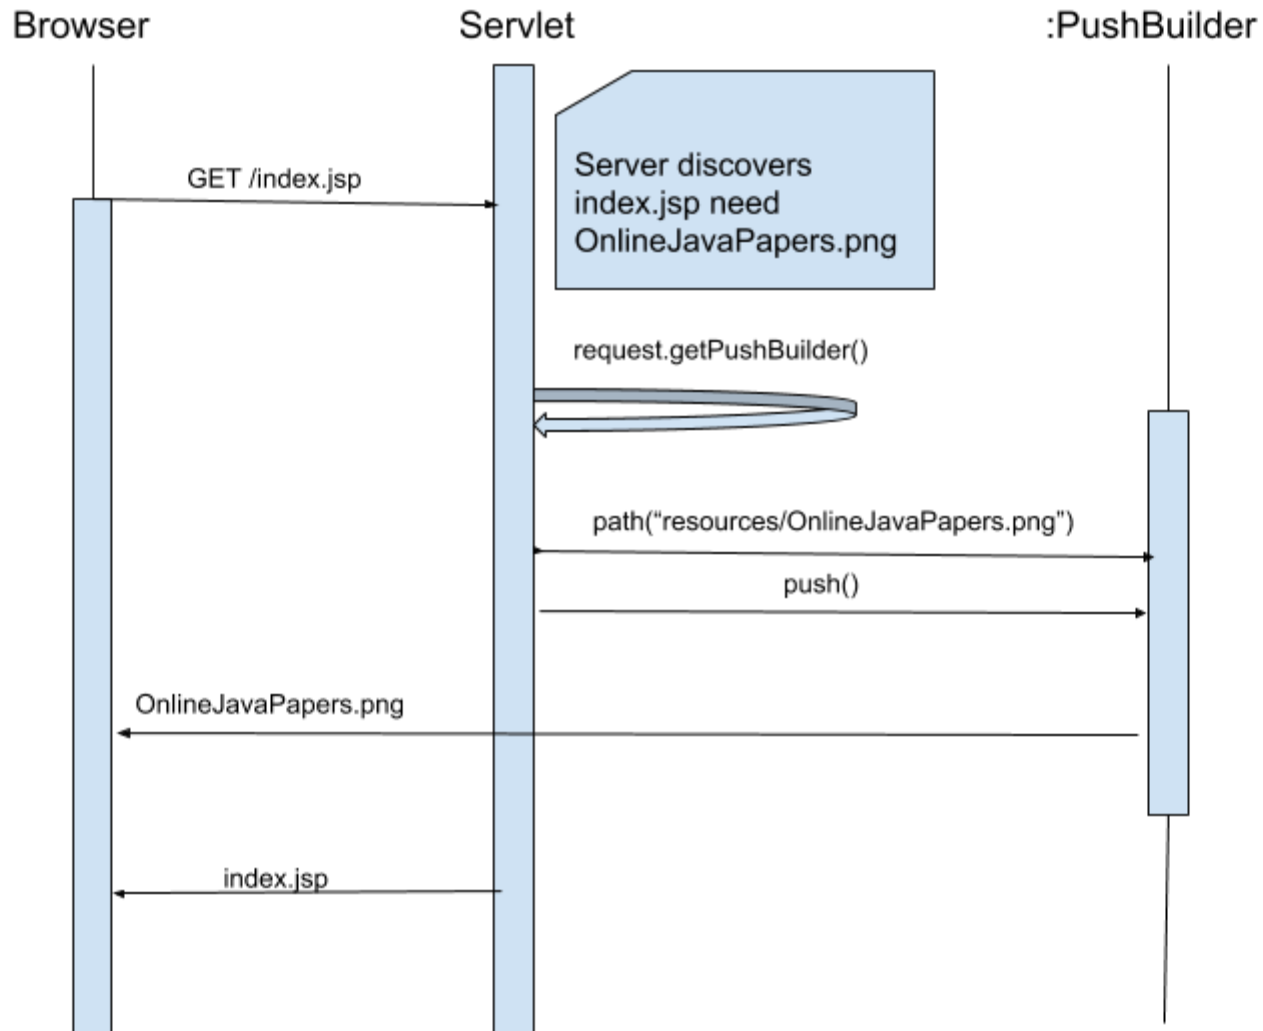 Browser
Servlet
:PushBuilder
GET /index.jsp
Server discovers
index.jsp need
OnlineJavaPapers.png
request.getPushBuilder()
path(“resources/OnlineJavaPapers.png”)
push()
OnlineJavaPapers.png
index.jsp